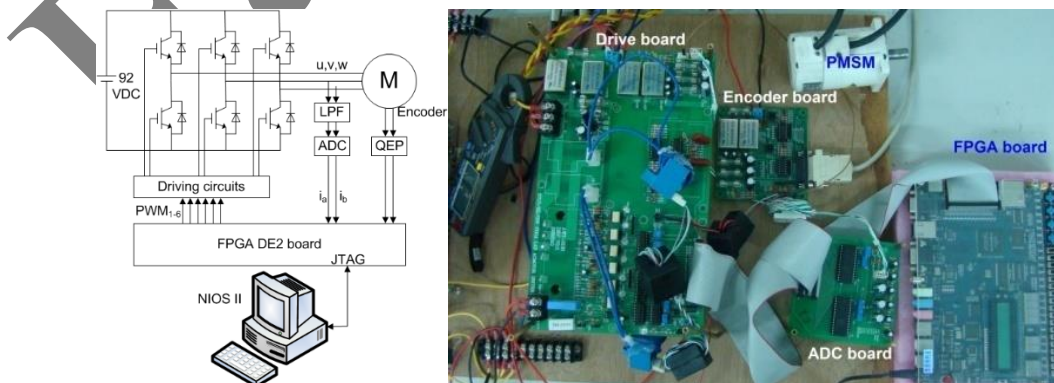 92
VDC
u,v,w
M
Encoder
LPF
ADC
QEP
Driving circuits
PWM1-6
ia
ib
FPGA DE2 board
JTAG
NIOS II
Drive board
PMSM
Encoder board
FPGA board
ADC board